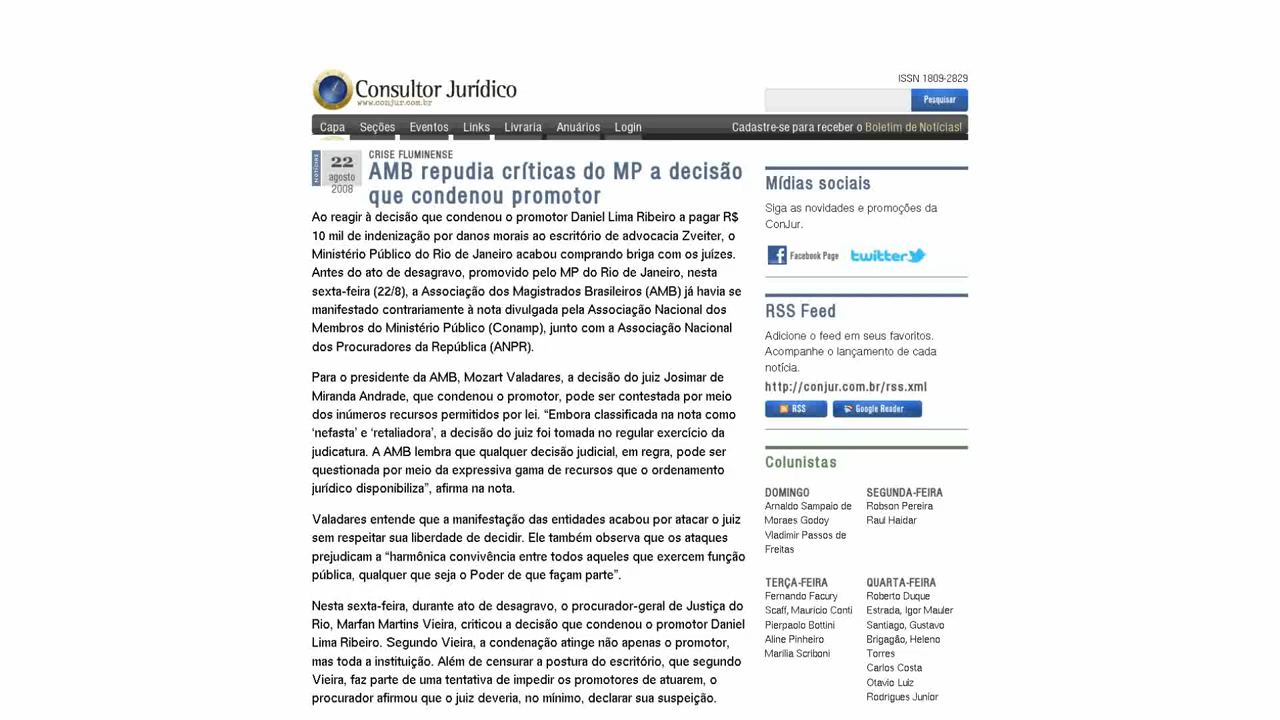 Consultor Jurídico
www.conjur.com.br
ISSN 1809-2829
Pesquisar
Capa Seções Eventos Links Livraria Anuários Login
Cadastre-se para receber o Boletim de Notícias!
NOTÍCIAS
22
agosto
2008
CRISE FLUMINENSE
AMB repudia críticas do MP a decisão
que condenou promotor
Ao reagir à decisão que condenou o promotor Daniel Lima Ribeiro a pagar R$
10 mil de indenização por danos morais ao escritório de advocacia Zveiter, o
Ministério Público do Rio de Janeiro acabou comprando briga com os juízes.
Antes do ato de desagravo, promovido pelo MP do Rio de Janeiro, nesta
sexta-feira (22/8), a Associação dos Magistrados Brasileiros (AMB) já havia se
manifestado contrariamente à nota divulgada pela Associação Nacional dos
Membros do Ministério Público (Conamp), junto com a Associação Nacional
dos Procuradores da República (ANPR).
Para o presidente da AMB, Mozart Valadares, a decisão do juiz Josimar de
Miranda Andrade, que condenou o promotor, pode ser contestada por meio
dos inúmeros recursos permitidos por lei. “Embora classificada na nota como
‘nefasta’ e ‘retaliadora’, a decisão do juiz foi tomada no regular exercício da
judicatura. A AMB lembra que qualquer decisão judicial, em regra, pode ser
questionada por meio da expressiva gama de recursos que o ordenamento
jurídico disponibiliza”, afirma na nota.
Valadares entende que a manifestação das entidades acabou por atacar o juiz
sem respeitar sua liberdade de decidir. Ele também observa que os ataques
prejudicam a “harmônica convivência entre todos aqueles que exercem função
pública, qualquer que seja o Poder de que façam parte”.
Nesta sexta-feira, durante ato de desagravo, o procurador-geral de Justiça do
Rio, Marfan Martins Vieira, criticou a decisão que condenou o promotor Daniel
Lima Ribeiro. Segundo Vieira, a condenação atinge não apenas o promotor,
mas toda a instituição. Além de censurar a postura do escritório, que segundo
Vieira, faz parte de uma tentativa de impedir os promotores de atuarem, o
procurador afirmou que o juiz deveria, no mínimo, declarar sua suspeição.
Mídias sociais
Siga as novidades e promoções da
ConJur.
Facebook Page twitter
RSS Feed
Adicione o feed em seus favoritos.
Acompanhe o lançamento de cada
notícia.
http://conjur.com.br/rss.xml
RSS Google Reader
Colunistas
DOMINGO
Arnaldo Sampaio de
Moraes Godoy
Vladimir Passos de
Freitas
SEGUNDA-FEIRA
Robson Pereira
Raul Haidar
TERÇA-FEIRA
Fernando Facury
Scaff, Maurício Conti
Pierpaolo Bottini
Aline Pinheiro
Marília Scriboni
QUARTA-FEIRA
Roberto Duque
Estrada, Igor Mauler
Santiago, Gustavo
Brigagão, Heleno
Torres
Carlos Costa
Otavio Luiz
Rodrigues Junior